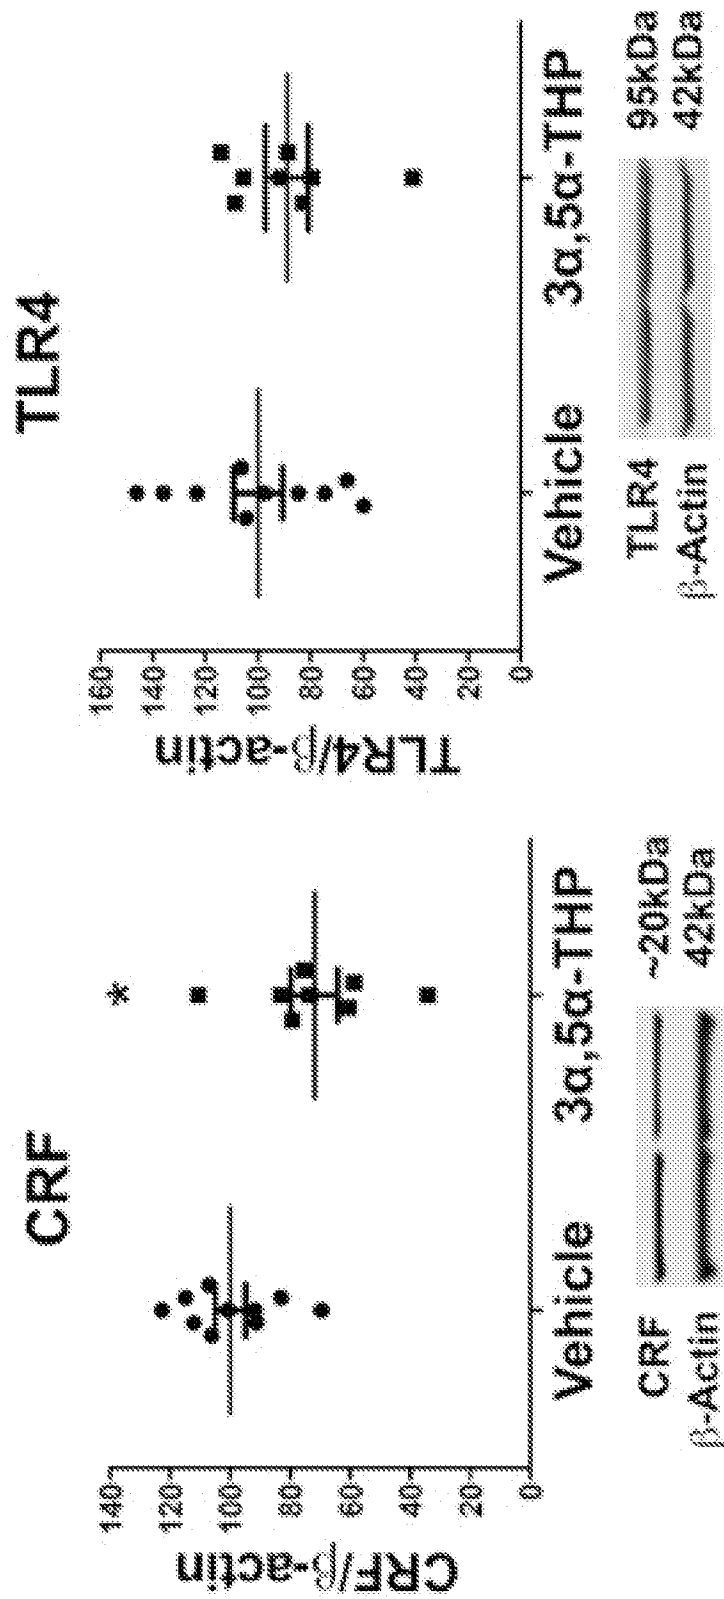 CRF
CRF/β-actin
140
120
100
80
60
40
20
0
*
Vehicle
3α,5α-THP
CRF
~20kDa
β-Actin
42kDa
TLR4
TLR4/β-actin
160
140
120
100
80
60
40
20
0
Vehicle
3α,5α-THP
TLR4
95kDa
β-Actin
42kDa